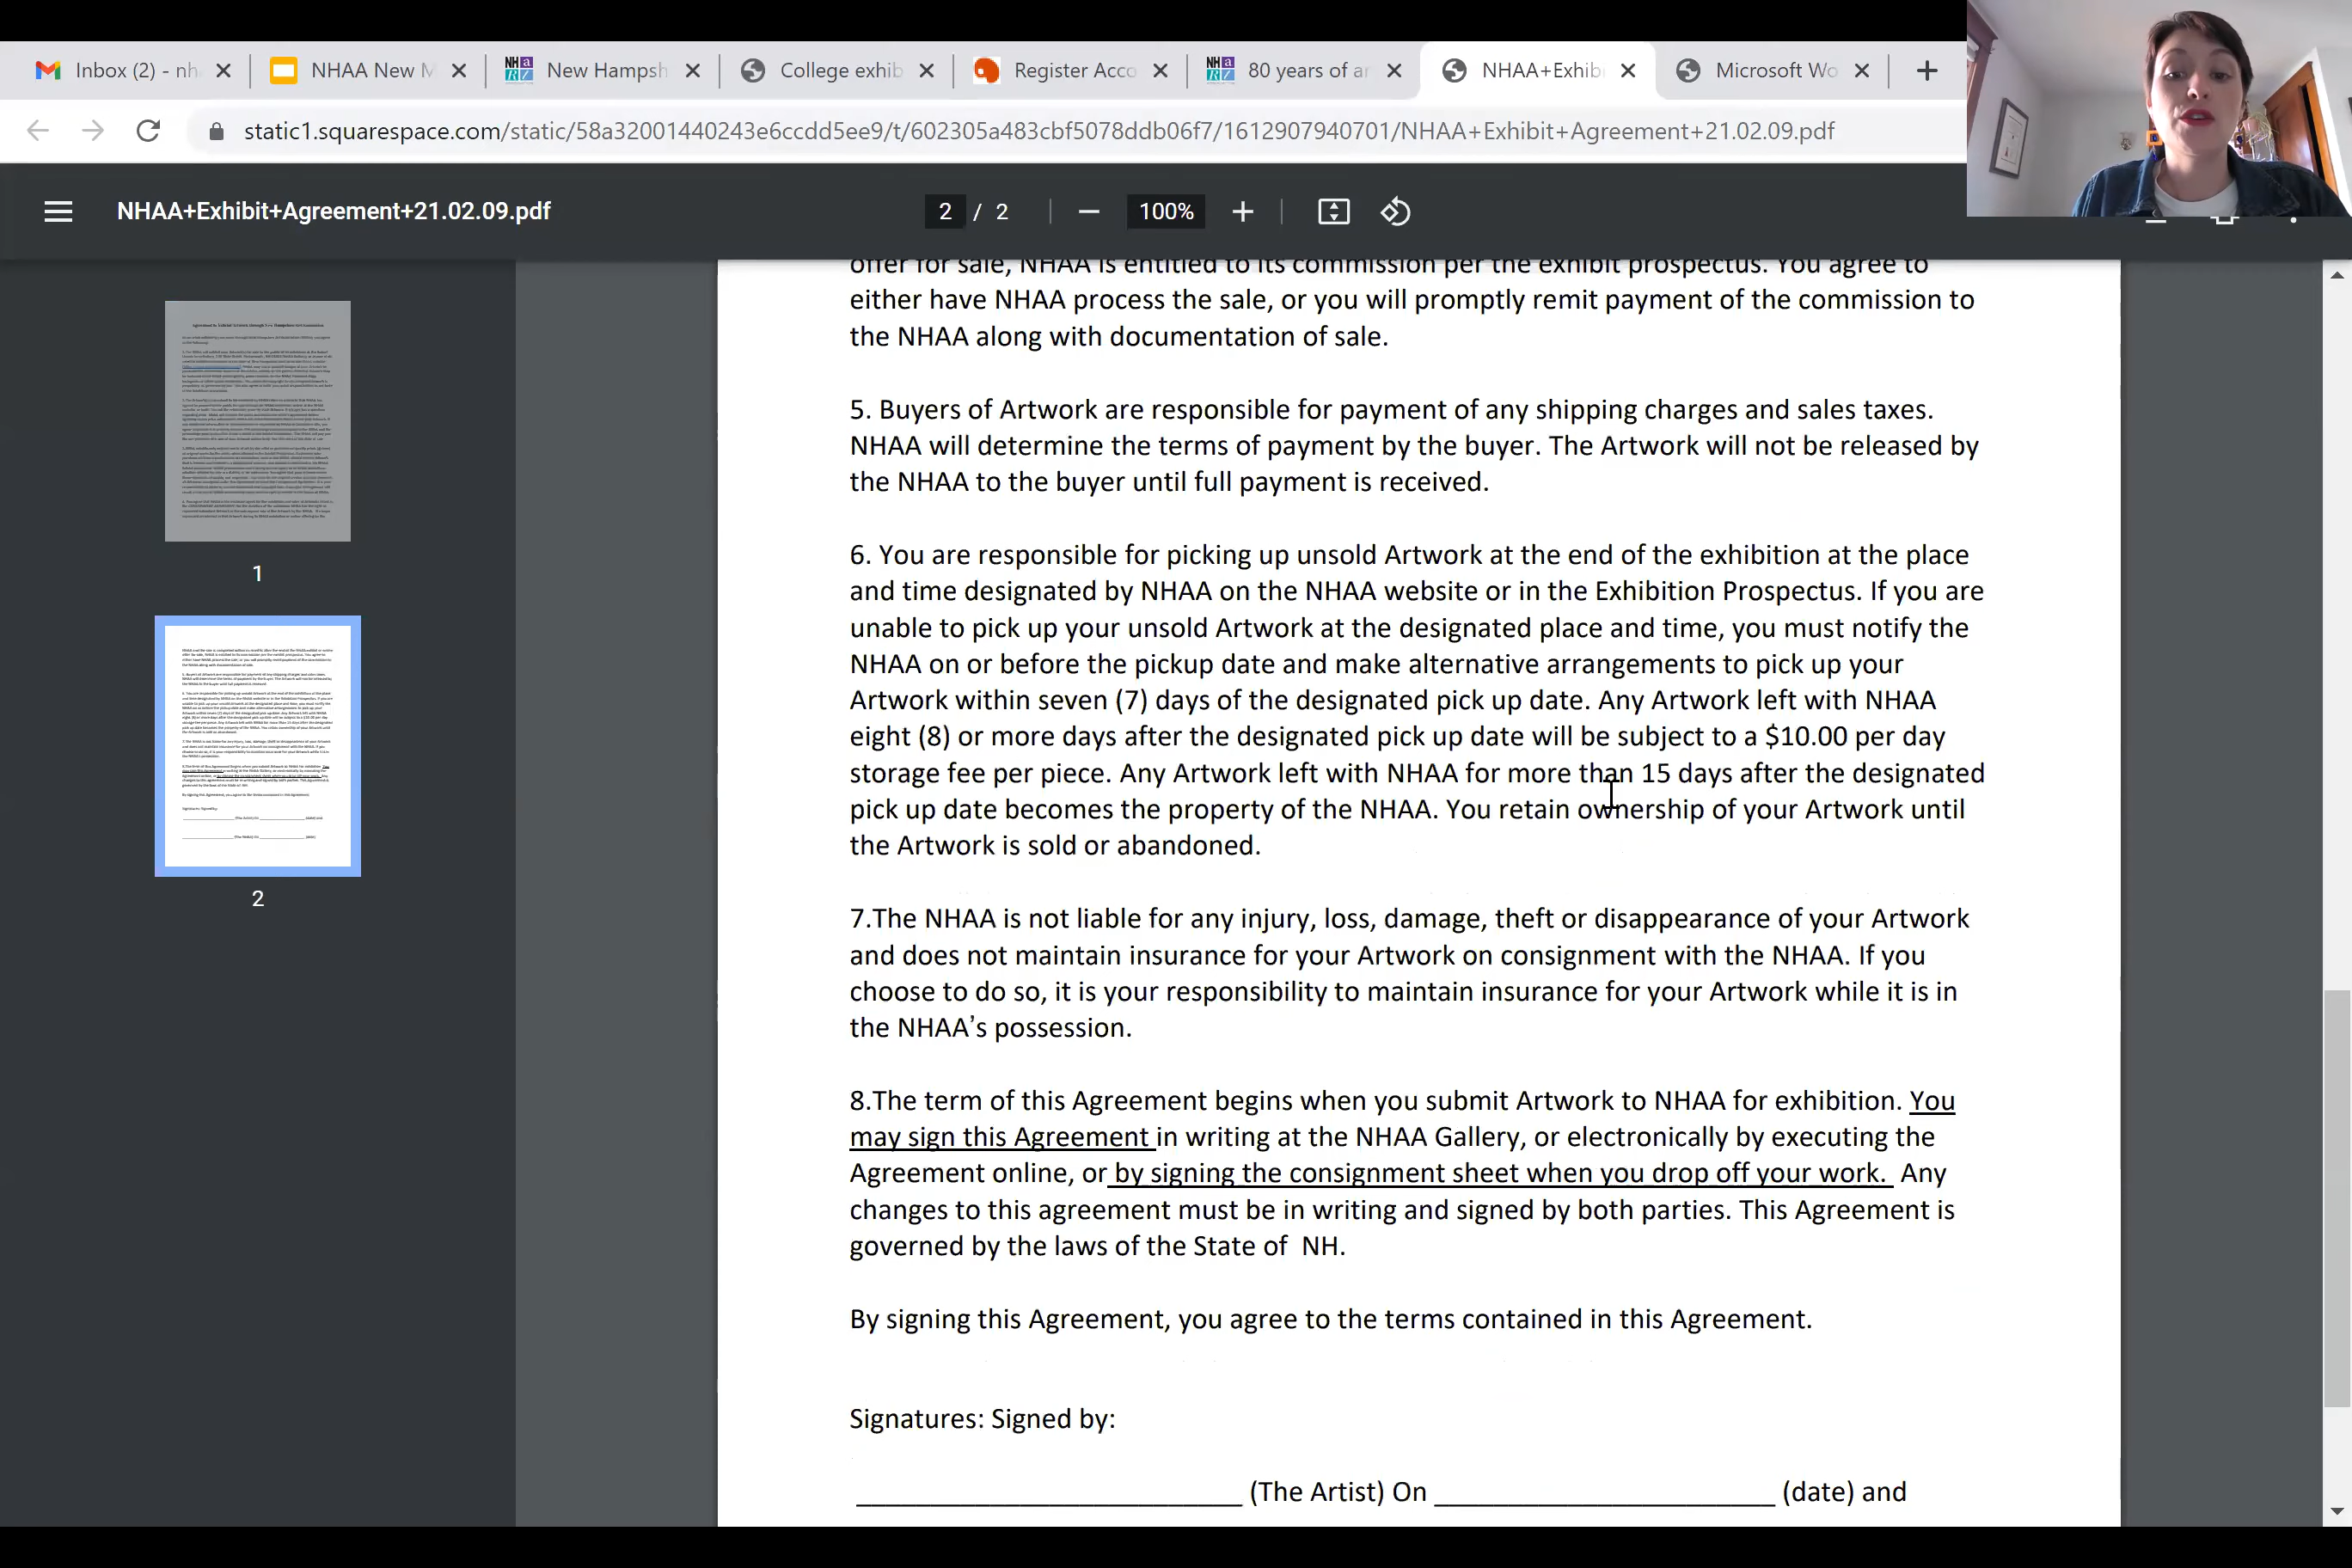 Inbox (2) - nh
NHAA New M
New Hampsh
College exhib
Register Acco
80 years of ar
NHAA+Exhib
Microsoft Wo
static1.squarespace.com/static/58a32001440243e6ccdd5ee9/t/602305a483cbf5078ddb06f7/1612907940701/NHAA+Exhibit+Agreement+21.02.09.pdf
NHAA+Exhibit+Agreement+21.02.09.pdf
2 / 2
100%
1
2
offer for sale, NHAA is entitled to its commission per the exhibit prospectus. You agree to
either have NHAA process the sale, or you will promptly remit payment of the commission to
the NHAA along with documentation of sale.
5. Buyers of Artwork are responsible for payment of any shipping charges and sales taxes.
NHAA will determine the terms of payment by the buyer. The Artwork will not be released by
the NHAA to the buyer until full payment is received.
6. You are responsible for picking up unsold Artwork at the end of the exhibition at the place
and time designated by NHAA on the NHAA website or in the Exhibition Prospectus. If you are
unable to pick up your unsold Artwork at the designated place and time, you must notify the
NHAA on or before the pickup date and make alternative arrangements to pick up your
Artwork within seven (7) days of the designated pick up date. Any Artwork left with NHAA
eight (8) or more days after the designated pick up date will be subject to a $10.00 per day
storage fee per piece. Any Artwork left with NHAA for more than 15 days after the designated
pick up date becomes the property of the NHAA. You retain ownership of your Artwork until
the Artwork is sold or abandoned.
7.The NHAA is not liable for any injury, loss, damage, theft or disappearance of your Artwork
and does not maintain insurance for your Artwork on consignment with the NHAA. If you
choose to do so, it is your responsibility to maintain insurance for your Artwork while it is in
the NHAA's possession.
8.The term of this Agreement begins when you submit Artwork to NHAA for exhibition. You
may sign this Agreement in writing at the NHAA Gallery, or electronically by executing the
Agreement online, or by signing the consignment sheet when you drop off your work. Any
changes to this agreement must be in writing and signed by both parties. This Agreement is
governed by the laws of the State of NH.
By signing this Agreement, you agree to the terms contained in this Agreement.
Signatures: Signed by:
__________________________ (The Artist) On _______________________ (date) and